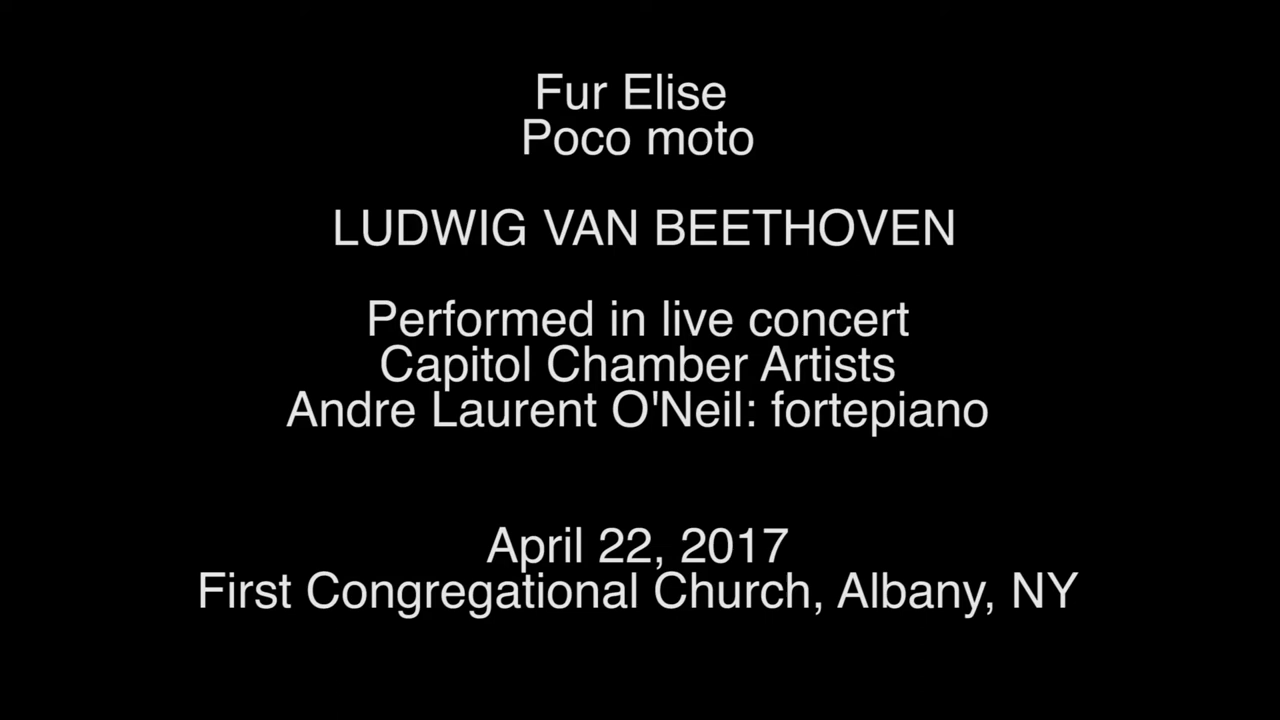 Fur Elise
Poco moto
LUDWIG VAN BEETHOVEN
Performed in live concert
Capitol Chamber Artists
Andre Laurent O'Neil: fortepiano
April 22, 2017
First Congregational Church, Albany, NY